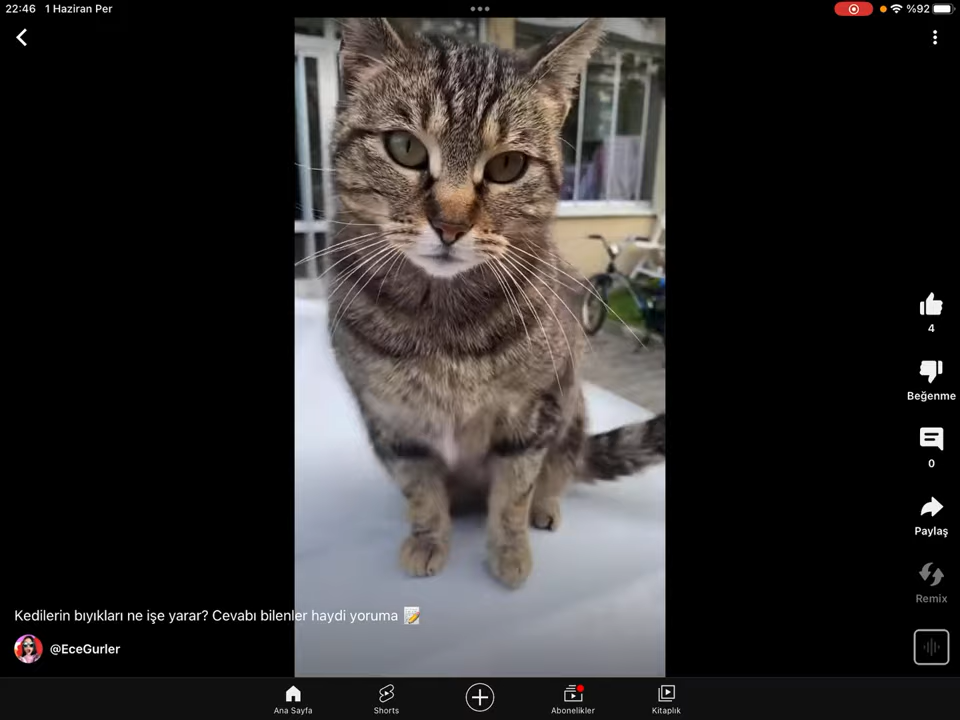 22:46 1 Haziran Per
%92
4
Beğenme
0
Paylaş
Remix
Kedilerin bıyıkları ne işe yarar? Cevabı bilenler haydi yoruma 📝
@EceGurler
Ana Sayfa
Shorts
Abonelikler
Kitaplık